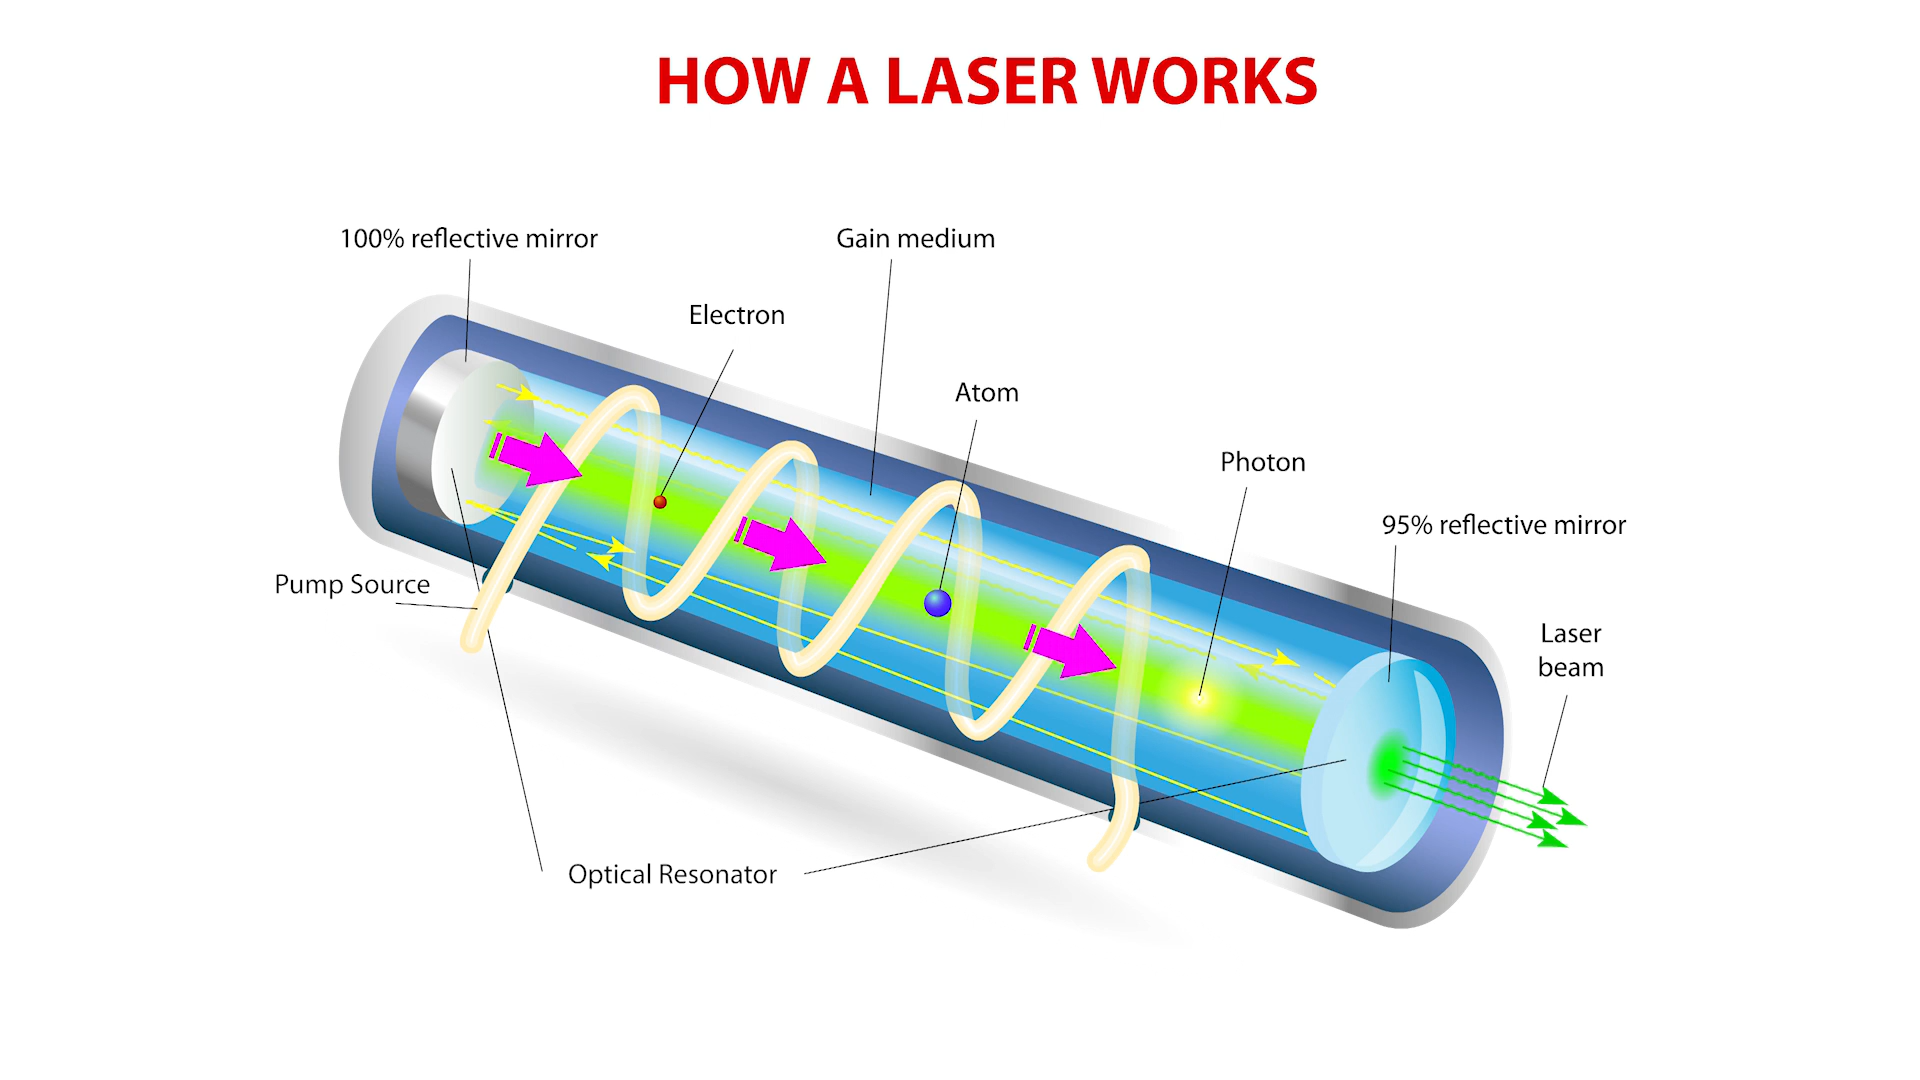 HOW A LASER WORKS
100% reflective mirror
Gain medium
Electron
Atom
Photon
95% reflective mirror
Pump Source
Laser
beam
Optical Resonator